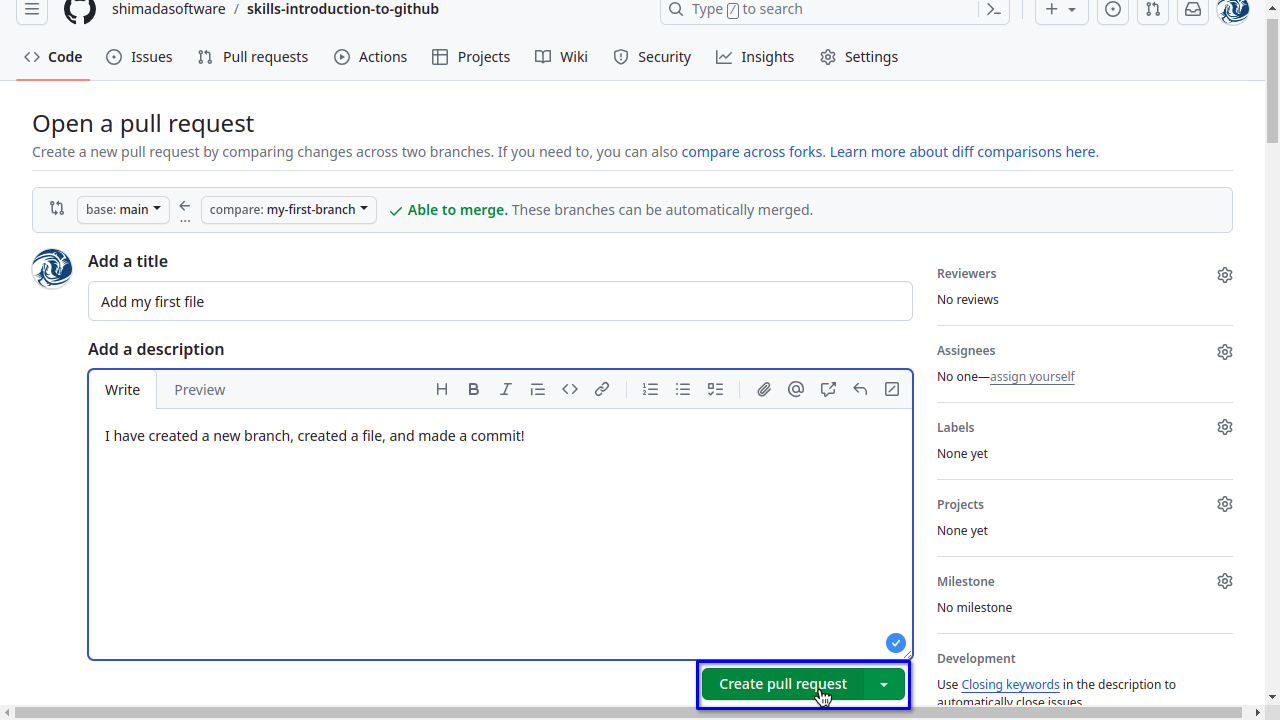 shimadasoftware / skills-introduction-to-github
Type / to search
Code Issues Pull requests Actions Projects Wiki Security Insights Settings
Open a pull request
Create a new pull request by comparing changes across two branches. If you need to, you can also compare across forks. Learn more about diff comparisons here.
base: main ← compare: my-first-branch Able to merge. These branches can be automatically merged.
...
Add a title
Add my first file
Add a description
Write Preview
I have created a new branch, created a file, and made a commit!
Create pull request
Reviewers
No reviews
Assignees
No one—assign yourself
Labels
None yet
Projects
None yet
Milestone
No milestone
Development
Use Closing keywords in the description to
automatically close issues